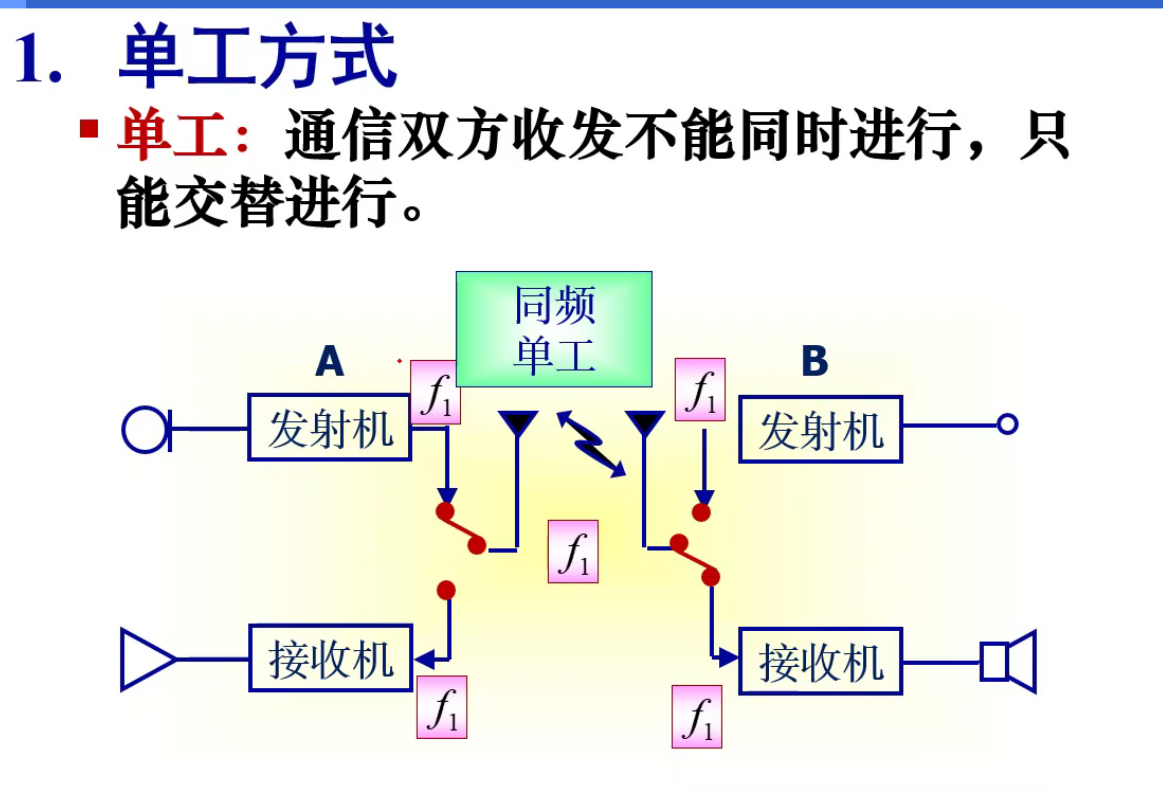 1. 单工方式
单工：通信双方收发不能同时进行，只
能交替进行。
同频
单工
A
B
f1
f1
发射机
发射机
f1
接收机
接收机
f1
f1